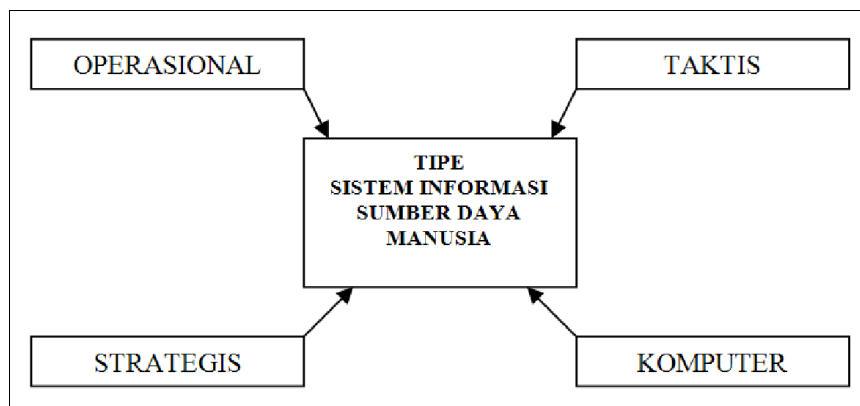 OPERASIONAL
TAKTIS
TIPE
SISTEM INFORMASI
SUMBER DAYA
MANUSIA
STRATEGIS
KOMPUTER